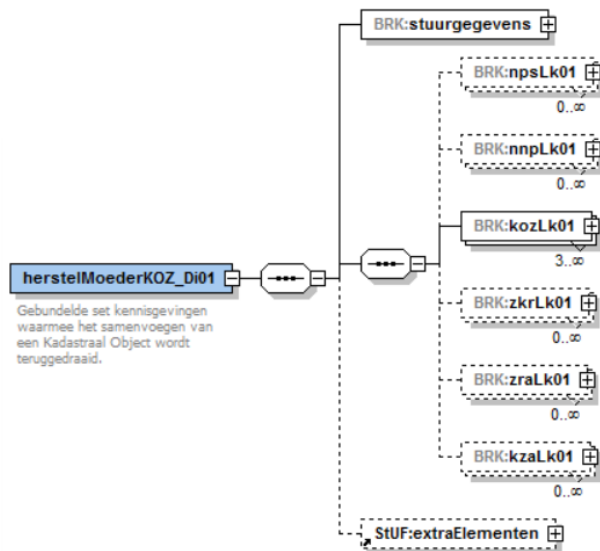 BRK:stuurgegevens
BRK:npsLk01
0..∞
BRK:nnpLk01
0..∞
BRK:kozLk01
3..∞
herstelMoederKOZ_Di01
Gebundelde set kennisgevingen
waarmee het samenvoegen van
een Kadastraal Object wordt
teruggedraaid.
BRK:zkrLk01
0..∞
BRK:zraLk01
0..∞
BRK:kzaLk01
0..∞
StUF:extraElementen